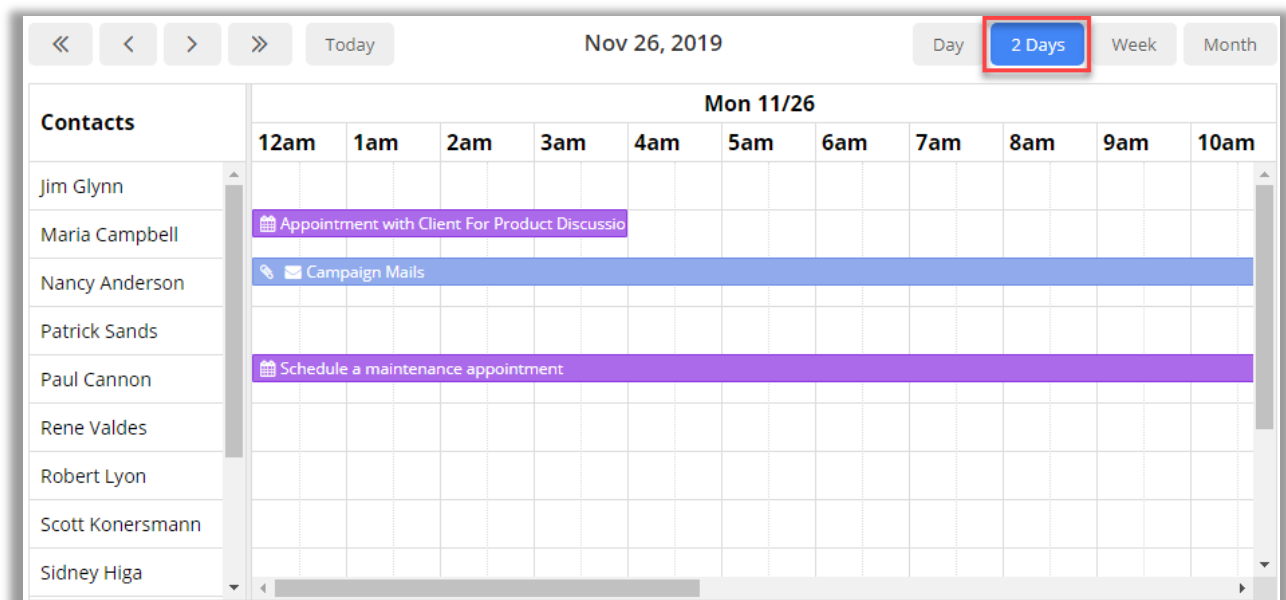 Today Nov 26, 2019 Day 2 Days Week Month
Contacts
Mon 11/26
12am 1am 2am 3am 4am 5am 6am 7am 8am 9am 10am
Jim Glynn
Maria Campbell Appointment with Client For Product Discussio
Nancy Anderson Campaign Mails
Patrick Sands
Paul Cannon Schedule a maintenance appointment
Rene Valdes
Robert Lyon
Scott Konersmann
Sidney Higa